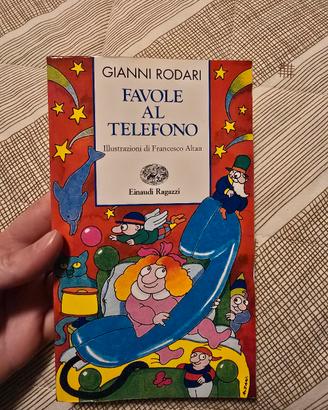 GIANNI RODARI
FAVOLE
AL
TELEFONO
Illustrazioni di Francesco Altan
Einaudi Ragazzi